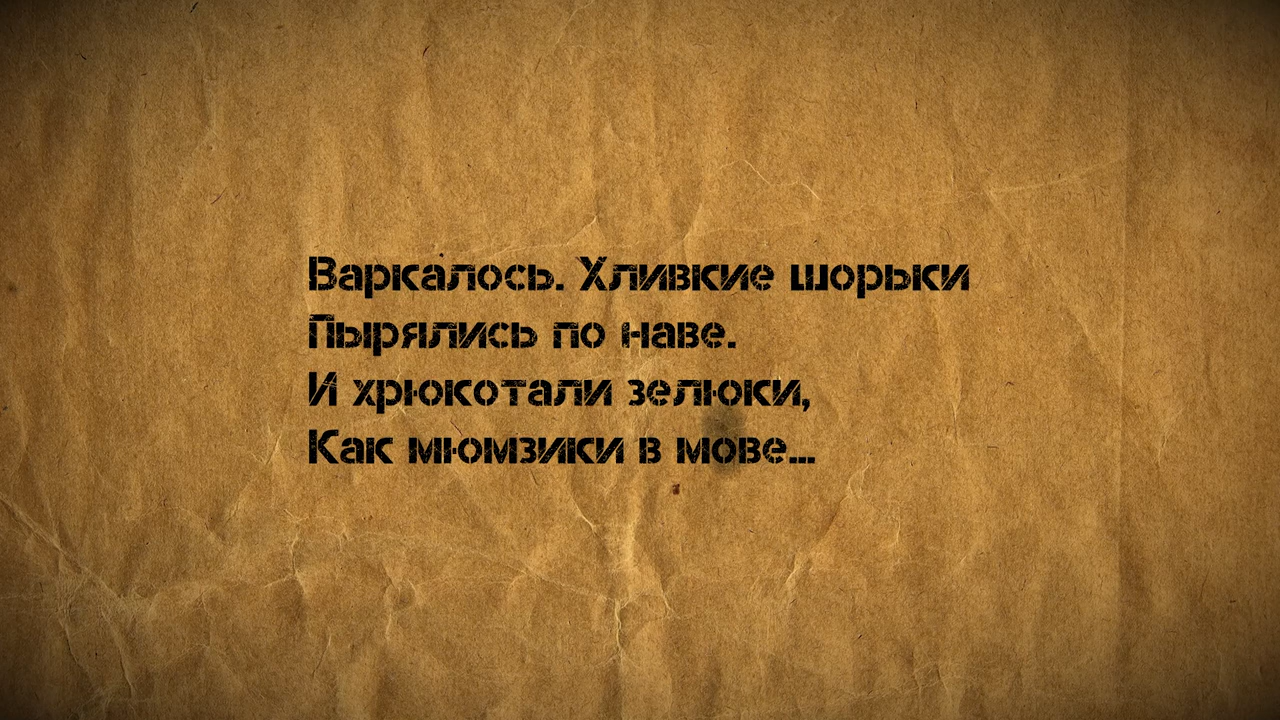 Варкалось. Хливкие шорьки
Пырялись по наве.
И хрюкотали зелюки,
Как мюмзики в мове...